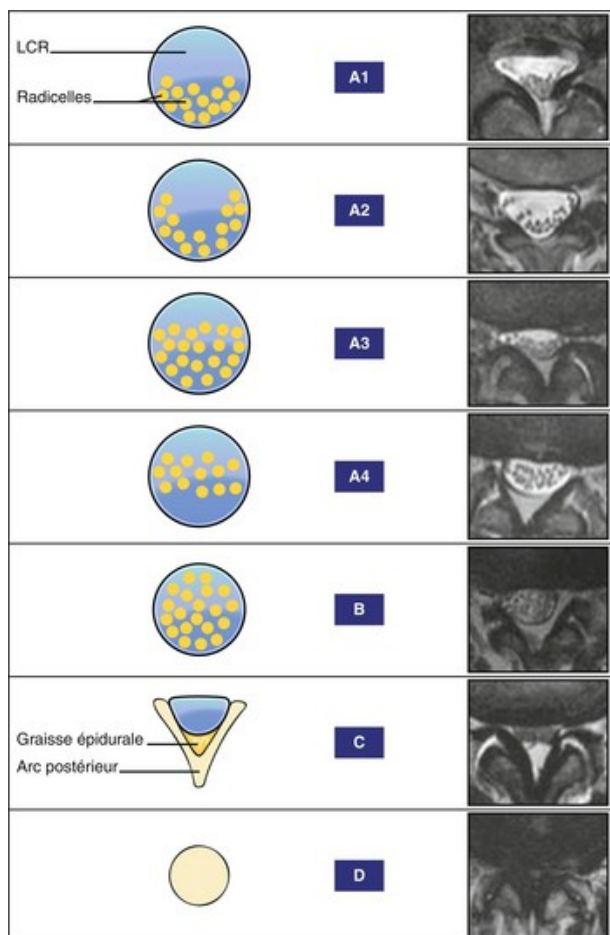 LCR
A1
Radicelles
A2
A3
A4
B
C
Graisse épidurale
Arc postérieur
D